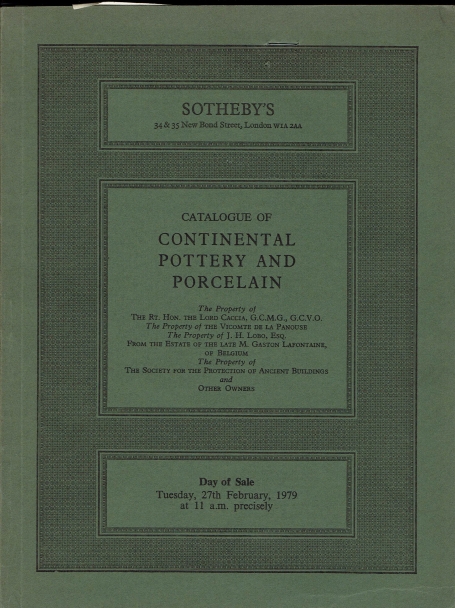 SOTHEBY'S
34 & 35 New Bond Street, London W1A 2AA
CATALOGUE OF
CONTINENTAL
POTTERY AND
PORCELAIN
The Property of
THE RT. HON. THE LORD CACCIA, G.C.M.G., G.C.V.O.
The Property of THE VICOMTE DE LA PANOUSE
The Property of J. H. LOBO, ESQ.
FROM THE ESTATE OF THE LATE M. GASTON LAFONTAINE,
OF BELGIUM
The Property of
THE SOCIETY FOR THE PROTECTION OF ANCIENT BUILDINGS
and
OTHER OWNERS
Day of Sale
Tuesday, 27th February, 1979
at 11 a.m. precisely